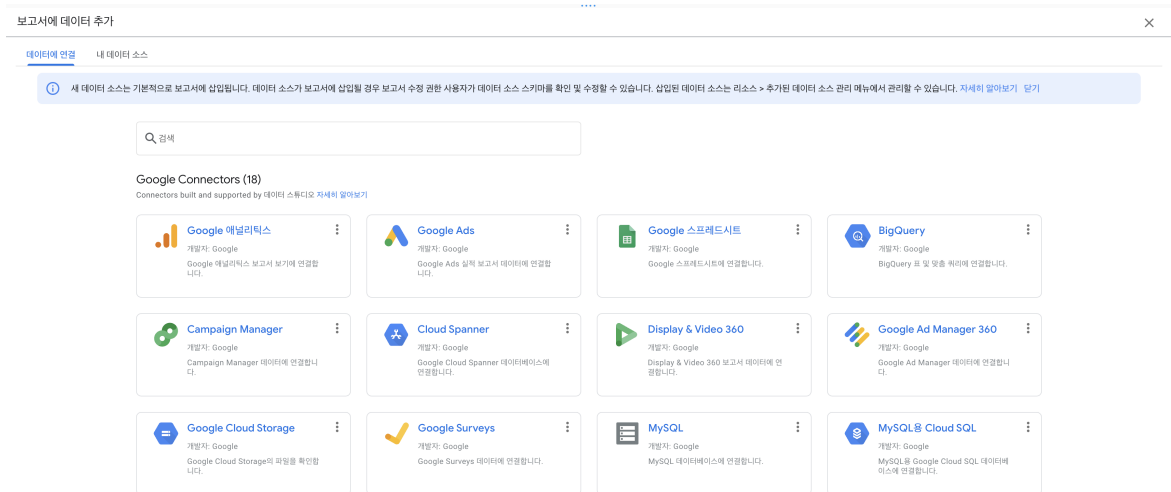 보고서에 데이터 추가
데이터에 연결 내 데이터 소스
새 데이터 소스는 기본적으로 보고서에 삽입됩니다. 데이터 소스가 보고서에 삽입될 경우 보고서 수정 권한 사용자가 데이터 소스 스키마를 확인 및 수정할 수 있습니다. 삽입된 데이터 소스는 리소스 > 추가된 데이터 소스 관리 메뉴에서 관리할 수 있습니다. 자세히 알아보기 닫기
검색
Google Connectors (18)
Connectors built and supported by 데이터 스튜디오 자세히 알아보기
Google 애널리틱스
개발자: Google
Google 애널리틱스 보고서 보기에 연결합
니다.
Google Ads
개발자: Google
Google Ads 실적 보고서 데이터에 연결합
니다.
Google 스프레드시트
개발자: Google
Google 스프레드시트에 연결합니다.
BigQuery
개발자: Google
BigQuery 표 및 맞춤 쿼리에 연결합니다.
Campaign Manager
개발자: Google
Campaign Manager 데이터에 연결합니
다.
Cloud Spanner
개발자: Google
Google Cloud Spanner 데이터베이스에
연결합니다.
Display & Video 360
개발자: Google
Display & Video 360 보고서 데이터에 연
결합니다.
Google Ad Manager 360
개발자: Google
Google Ad Manager 데이터에 연결합니
다.
Google Cloud Storage
개발자: Google
Google Cloud Storage의 파일을 확인합
니다.
Google Surveys
개발자: Google
Google Surveys 데이터에 연결합니다.
MySQL
개발자: Google
MySQL 데이터베이스에 연결합니다.
MySQL용 Cloud SQL
개발자: Google
MySQL용 Google Cloud SQL 데이터베
이스에 연결합니다.